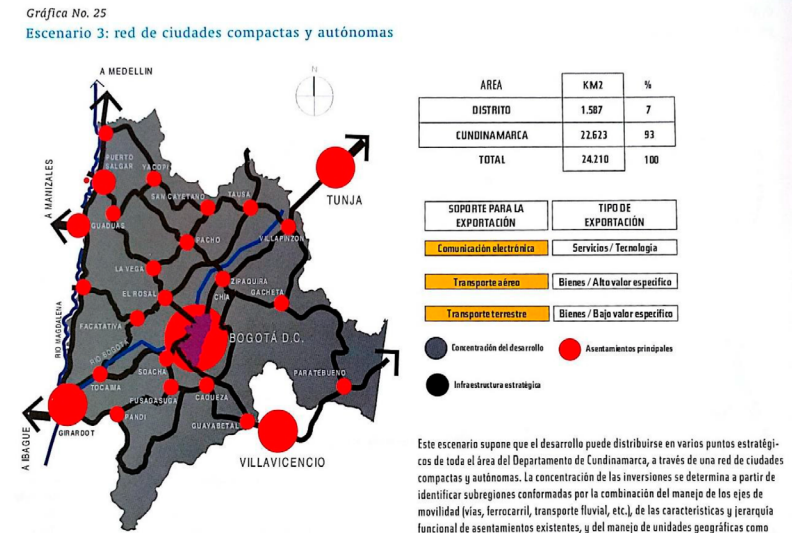 Gráfica No. 25
Escenario 3: red de ciudades compactas y autónomas
A MEDELLIN
N
PUERTO
SALGAR
YACOPI
A MANIZALES
SAN CAYETANO
TAUSA
TUNJA
GUADUAS
PACHO
VILLAPINZON
LA VEGA
ZIPAQUIRA
EL ROSAL
CHIA
GACHETA
RIO MAGDALENA
FACATATIVA
BOGOTÁ D.C.
RIO BOGOTA
SOACHA
PARATEBUENO
TOCAIMA
FUSAGASUGA
CAQUEZA
PANDI
GUAYABETAL
GIRARDOT
A IBAGUE
VILLAVICENCIO
AREA KM2 %
DISTRITO 1.587 7
CUNDINAMARCA 22.623 93
TOTAL 24.210 100
SOPORTE PARA LA EXPORTACIÓN TIPO DE EXPORTACIÓN
Comunicación electrónica Servicios / Tecnología
Transporte aéreo Bienes / Alto valor específico
Transporte terrestre Bienes / Bajo valor específico
Concentración del desarrollo Asentamientos principales
Infraestructura estratégica
Este escenario supone que el desarrollo puede distribuirse en varios puntos estratégi-
cos de toda el área del Departamento de Cundinamarca, a través de una red de ciudades
compactas y autónomas. La concentración de las inversiones se determina a partir de
identificar subregiones conformadas por la combinación del manejo de los ejes de
movilidad (vías, ferrocarril, transporte fluvial, etc.), de las características y jerarquía
funcional de asentamientos existentes, y del manejo de unidades geográficas como